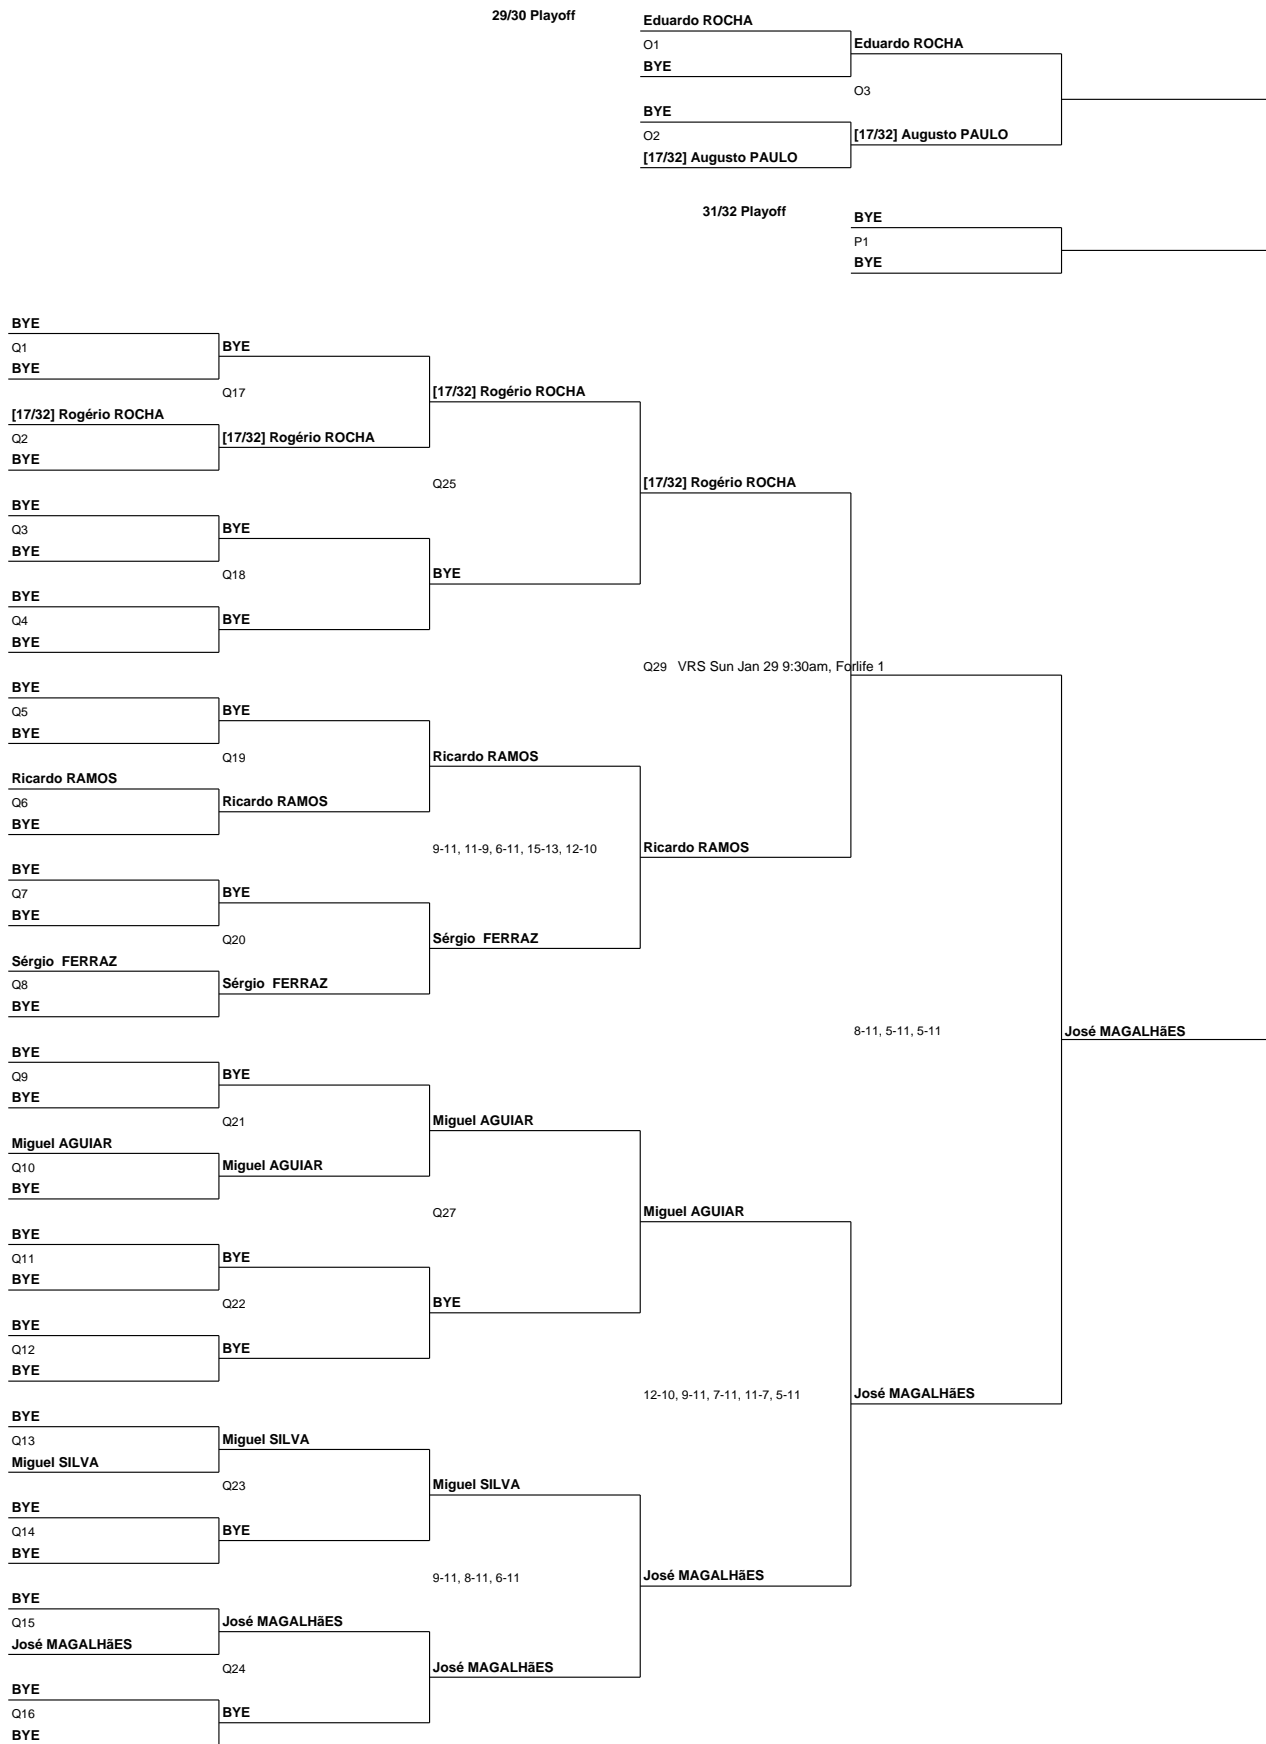 29/30 Playoff
Eduardo ROCHA
O1
Eduardo ROCHA
BYE
O3
BYE
O2
[17/32] Augusto PAULO
[17/32] Augusto PAULO
31/32 Playoff
BYE
P1
BYE
BYE
Q1
BYE
BYE
Q17
[17/32] Rogério ROCHA
[17/32] Rogério ROCHA
Q2
[17/32] Rogério ROCHA
BYE
Q25
[17/32] Rogério ROCHA
BYE
Q3
BYE
BYE
Q18
BYE
BYE
Q4
BYE
BYE
Q29 VRS Sun Jan 29 9:30am, Forlife 1
BYE
Q5
BYE
BYE
Q19
Ricardo RAMOS
Ricardo RAMOS
Q6
Ricardo RAMOS
BYE
9-11, 11-9, 6-11, 15-13, 12-10
Ricardo RAMOS
BYE
Q7
BYE
BYE
Q20
Sérgio FERRAZ
Sérgio FERRAZ
Q8
Sérgio FERRAZ
BYE
8-11, 5-11, 5-11
José MAGALHãES
BYE
Q9
BYE
BYE
Q21
Miguel AGUIAR
Miguel AGUIAR
Q10
Miguel AGUIAR
BYE
Q27
Miguel AGUIAR
BYE
Q11
BYE
BYE
Q22
BYE
BYE
Q12
BYE
BYE
12-10, 9-11, 7-11, 11-7, 5-11
José MAGALHãES
BYE
Q13
Miguel SILVA
Miguel SILVA
Q23
Miguel SILVA
BYE
Q14
BYE
BYE
9-11, 8-11, 6-11
José MAGALHãES
BYE
Q15
José MAGALHãES
José MAGALHãES
Q24
José MAGALHãES
BYE
Q16
BYE
BYE